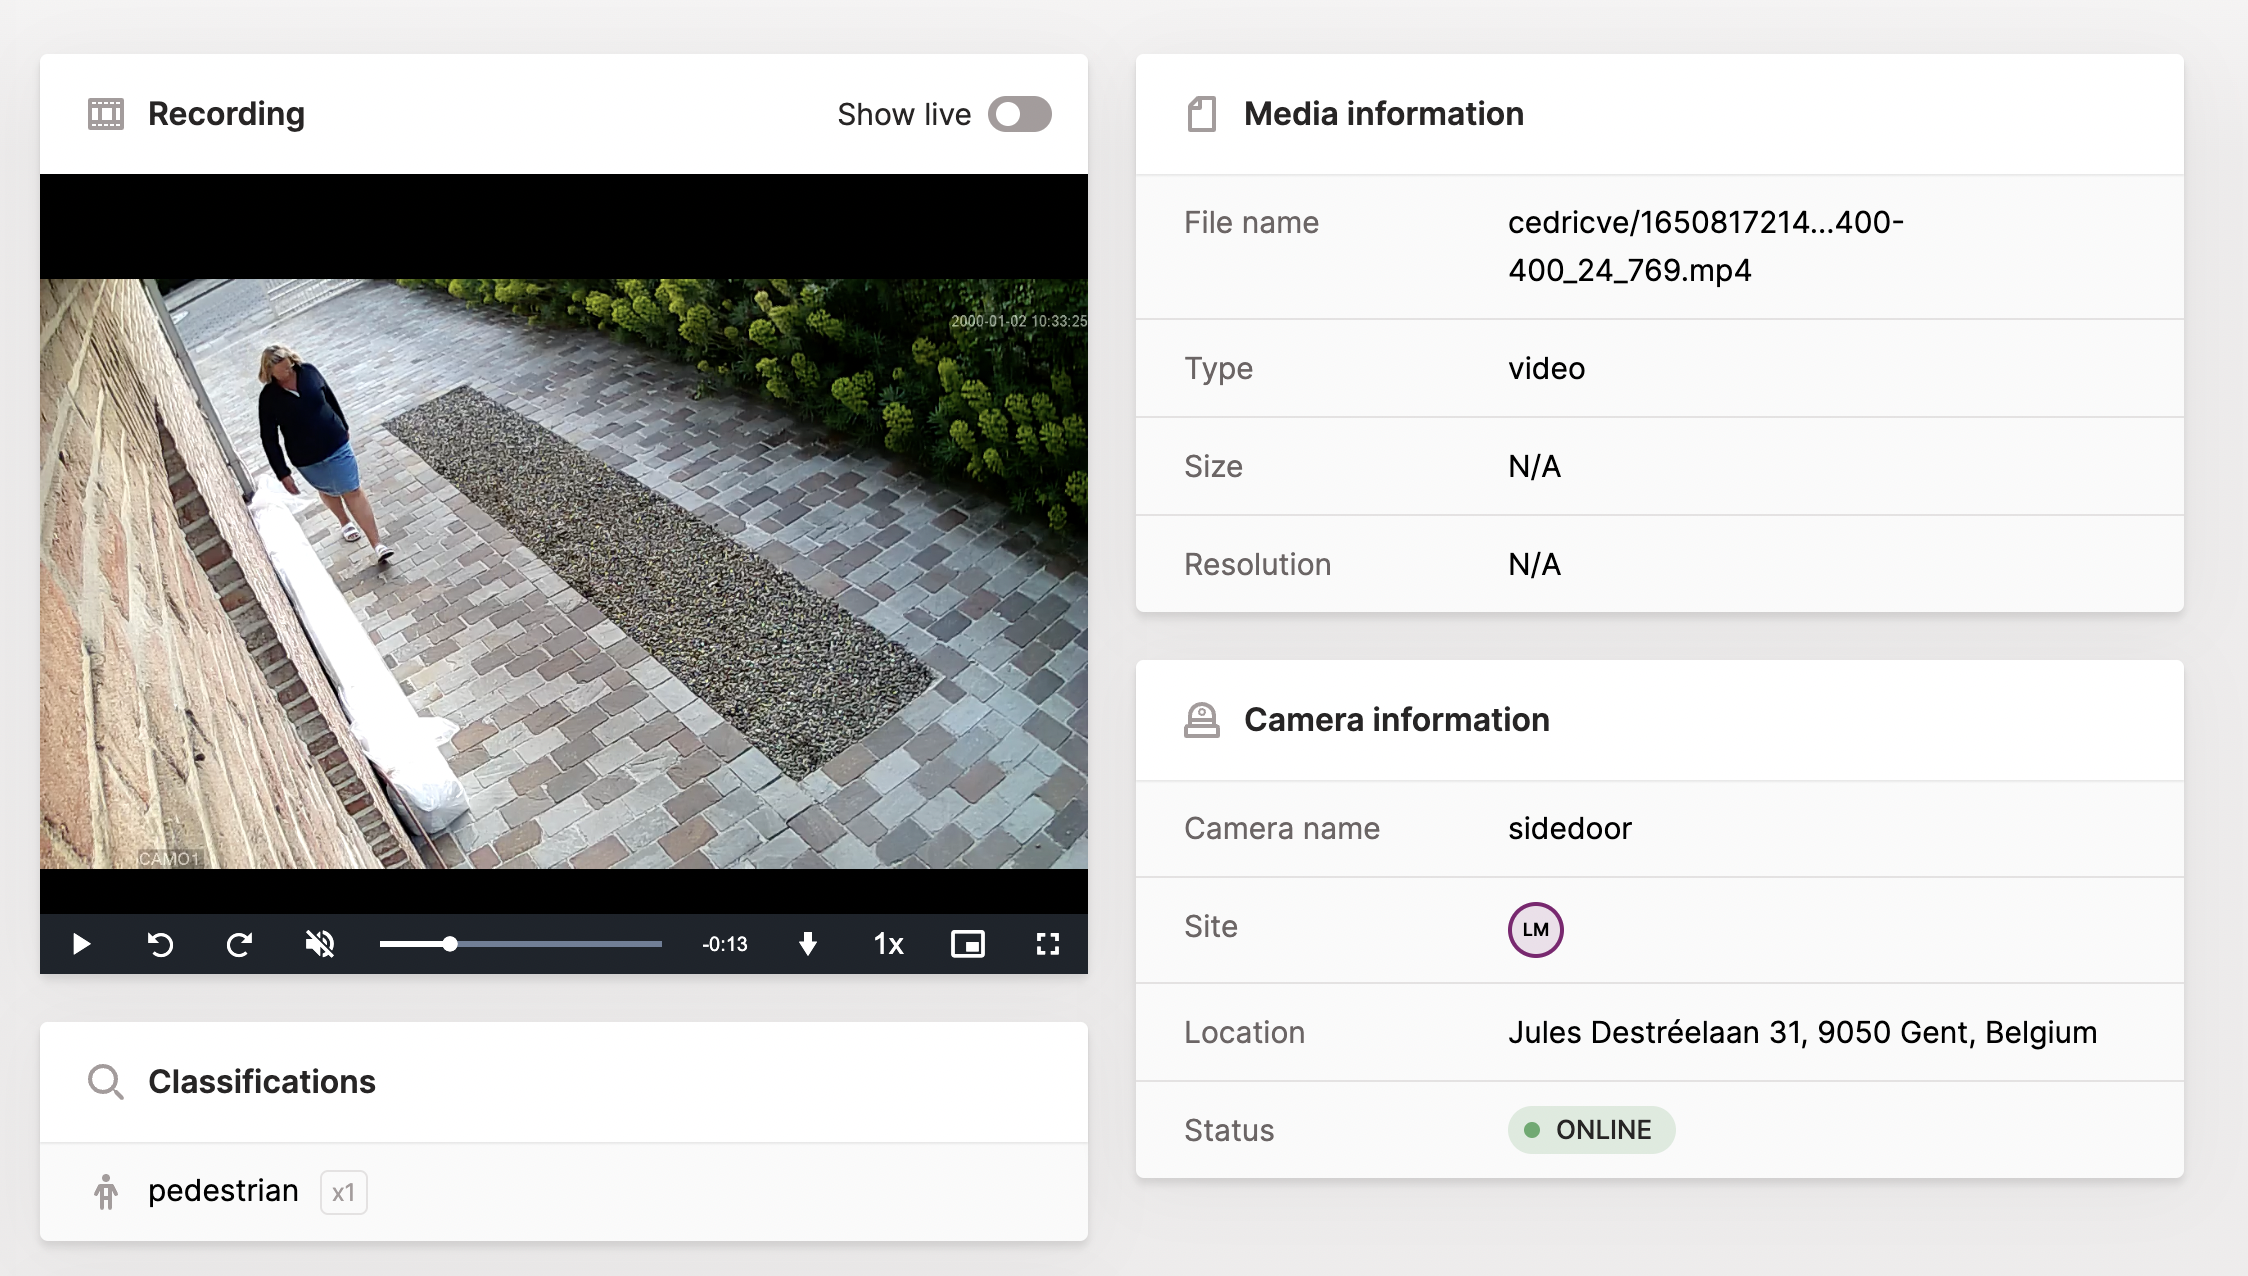 Recording
Show live
2000-01-02 10:33:25
CAM01
-0:13
1x
Classifications
pedestrian x1
Media information
File name cedricve/1650817214...400-
400_24_769.mp4
Type video
Size N/A
Resolution N/A
Camera information
Camera name sidedoor
Site LM
Location Jules Destréelaan 31, 9050 Gent, Belgium
Status ONLINE